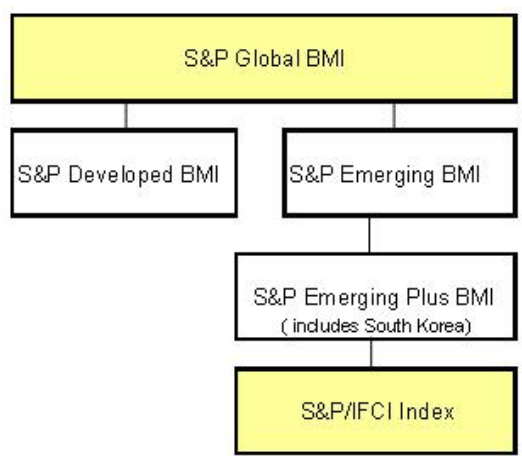 S&P Global BMI
S&P Developed BMI
S&P Emerging BMI
S&P Emerging Plus BMI
( includes South Korea)
S&P/IFCI Index